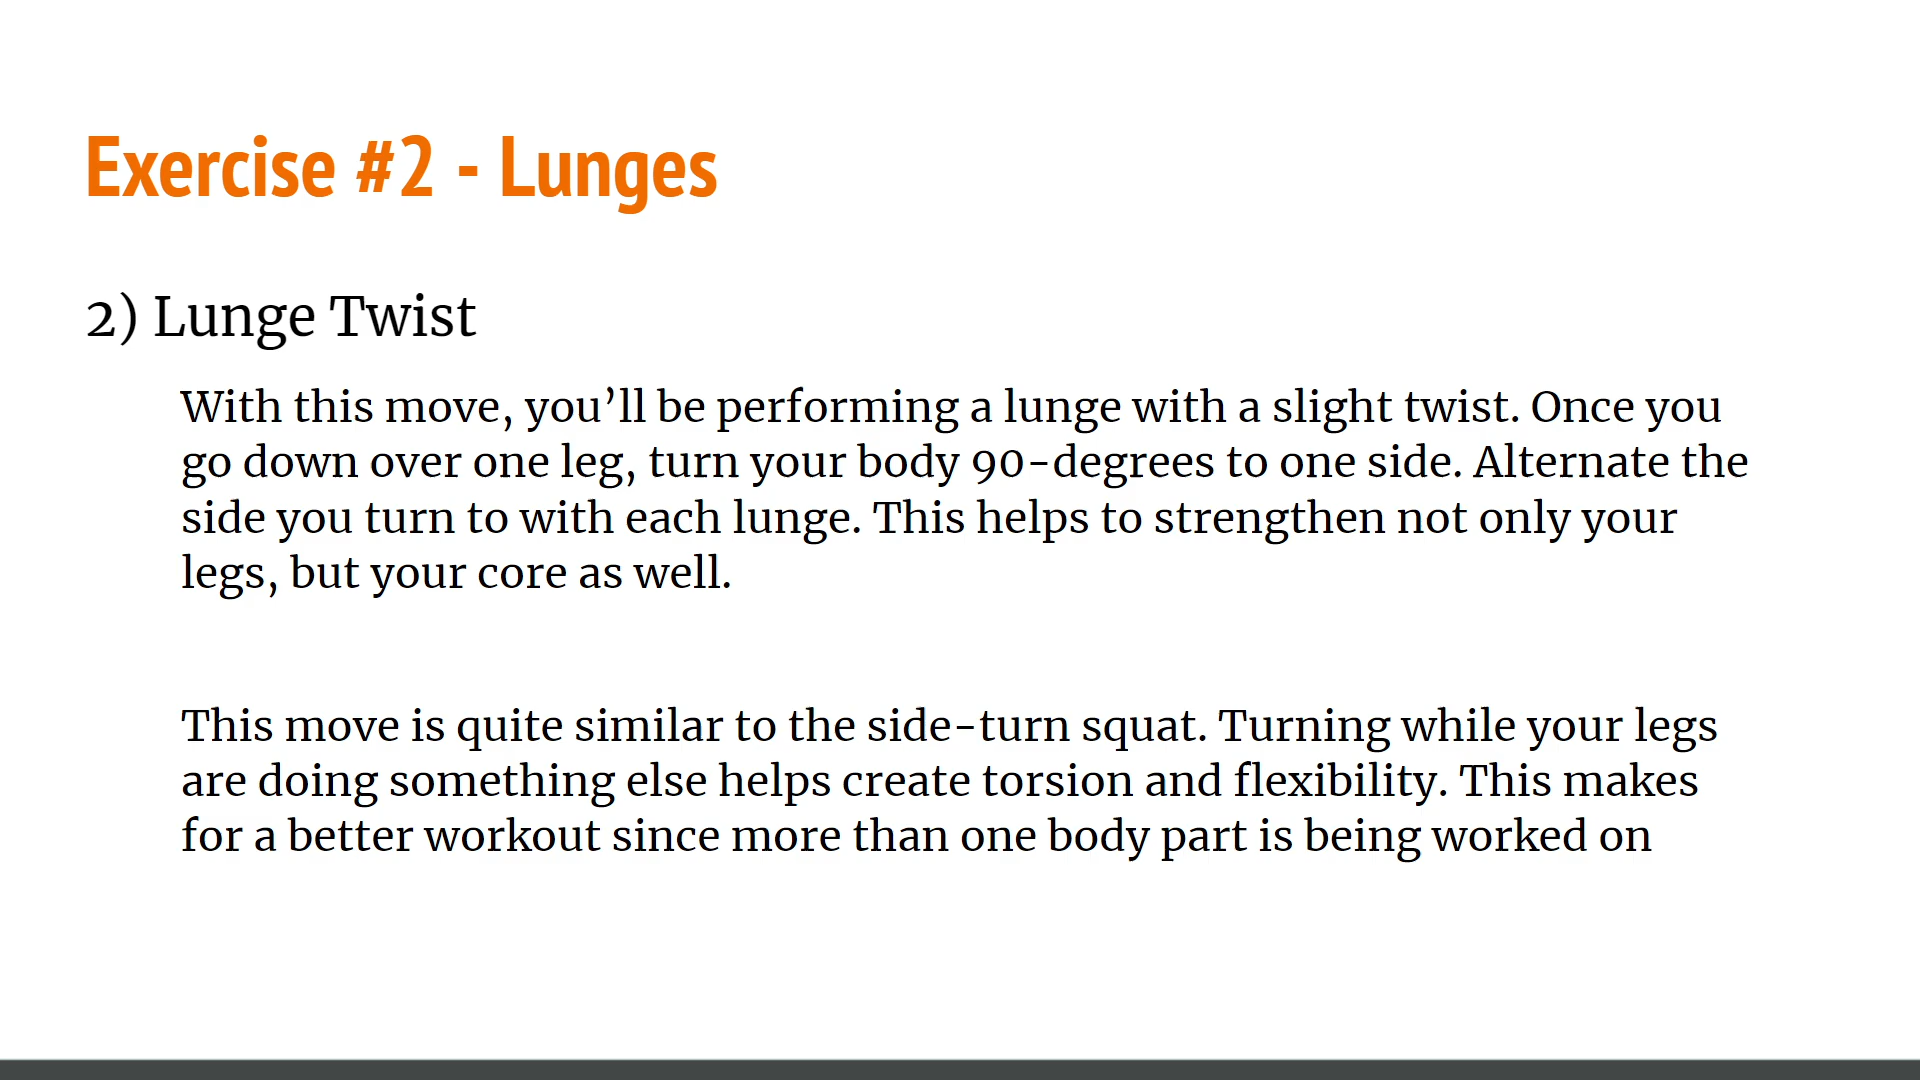 Exercise #2 - Lunges
2) Lunge Twist
With this move, you’ll be performing a lunge with a slight twist. Once you
go down over one leg, turn your body 90-degrees to one side. Alternate the
side you turn to with each lunge. This helps to strengthen not only your
legs, but your core as well.
This move is quite similar to the side-turn squat. Turning while your legs
are doing something else helps create torsion and flexibility. This makes
for a better workout since more than one body part is being worked on